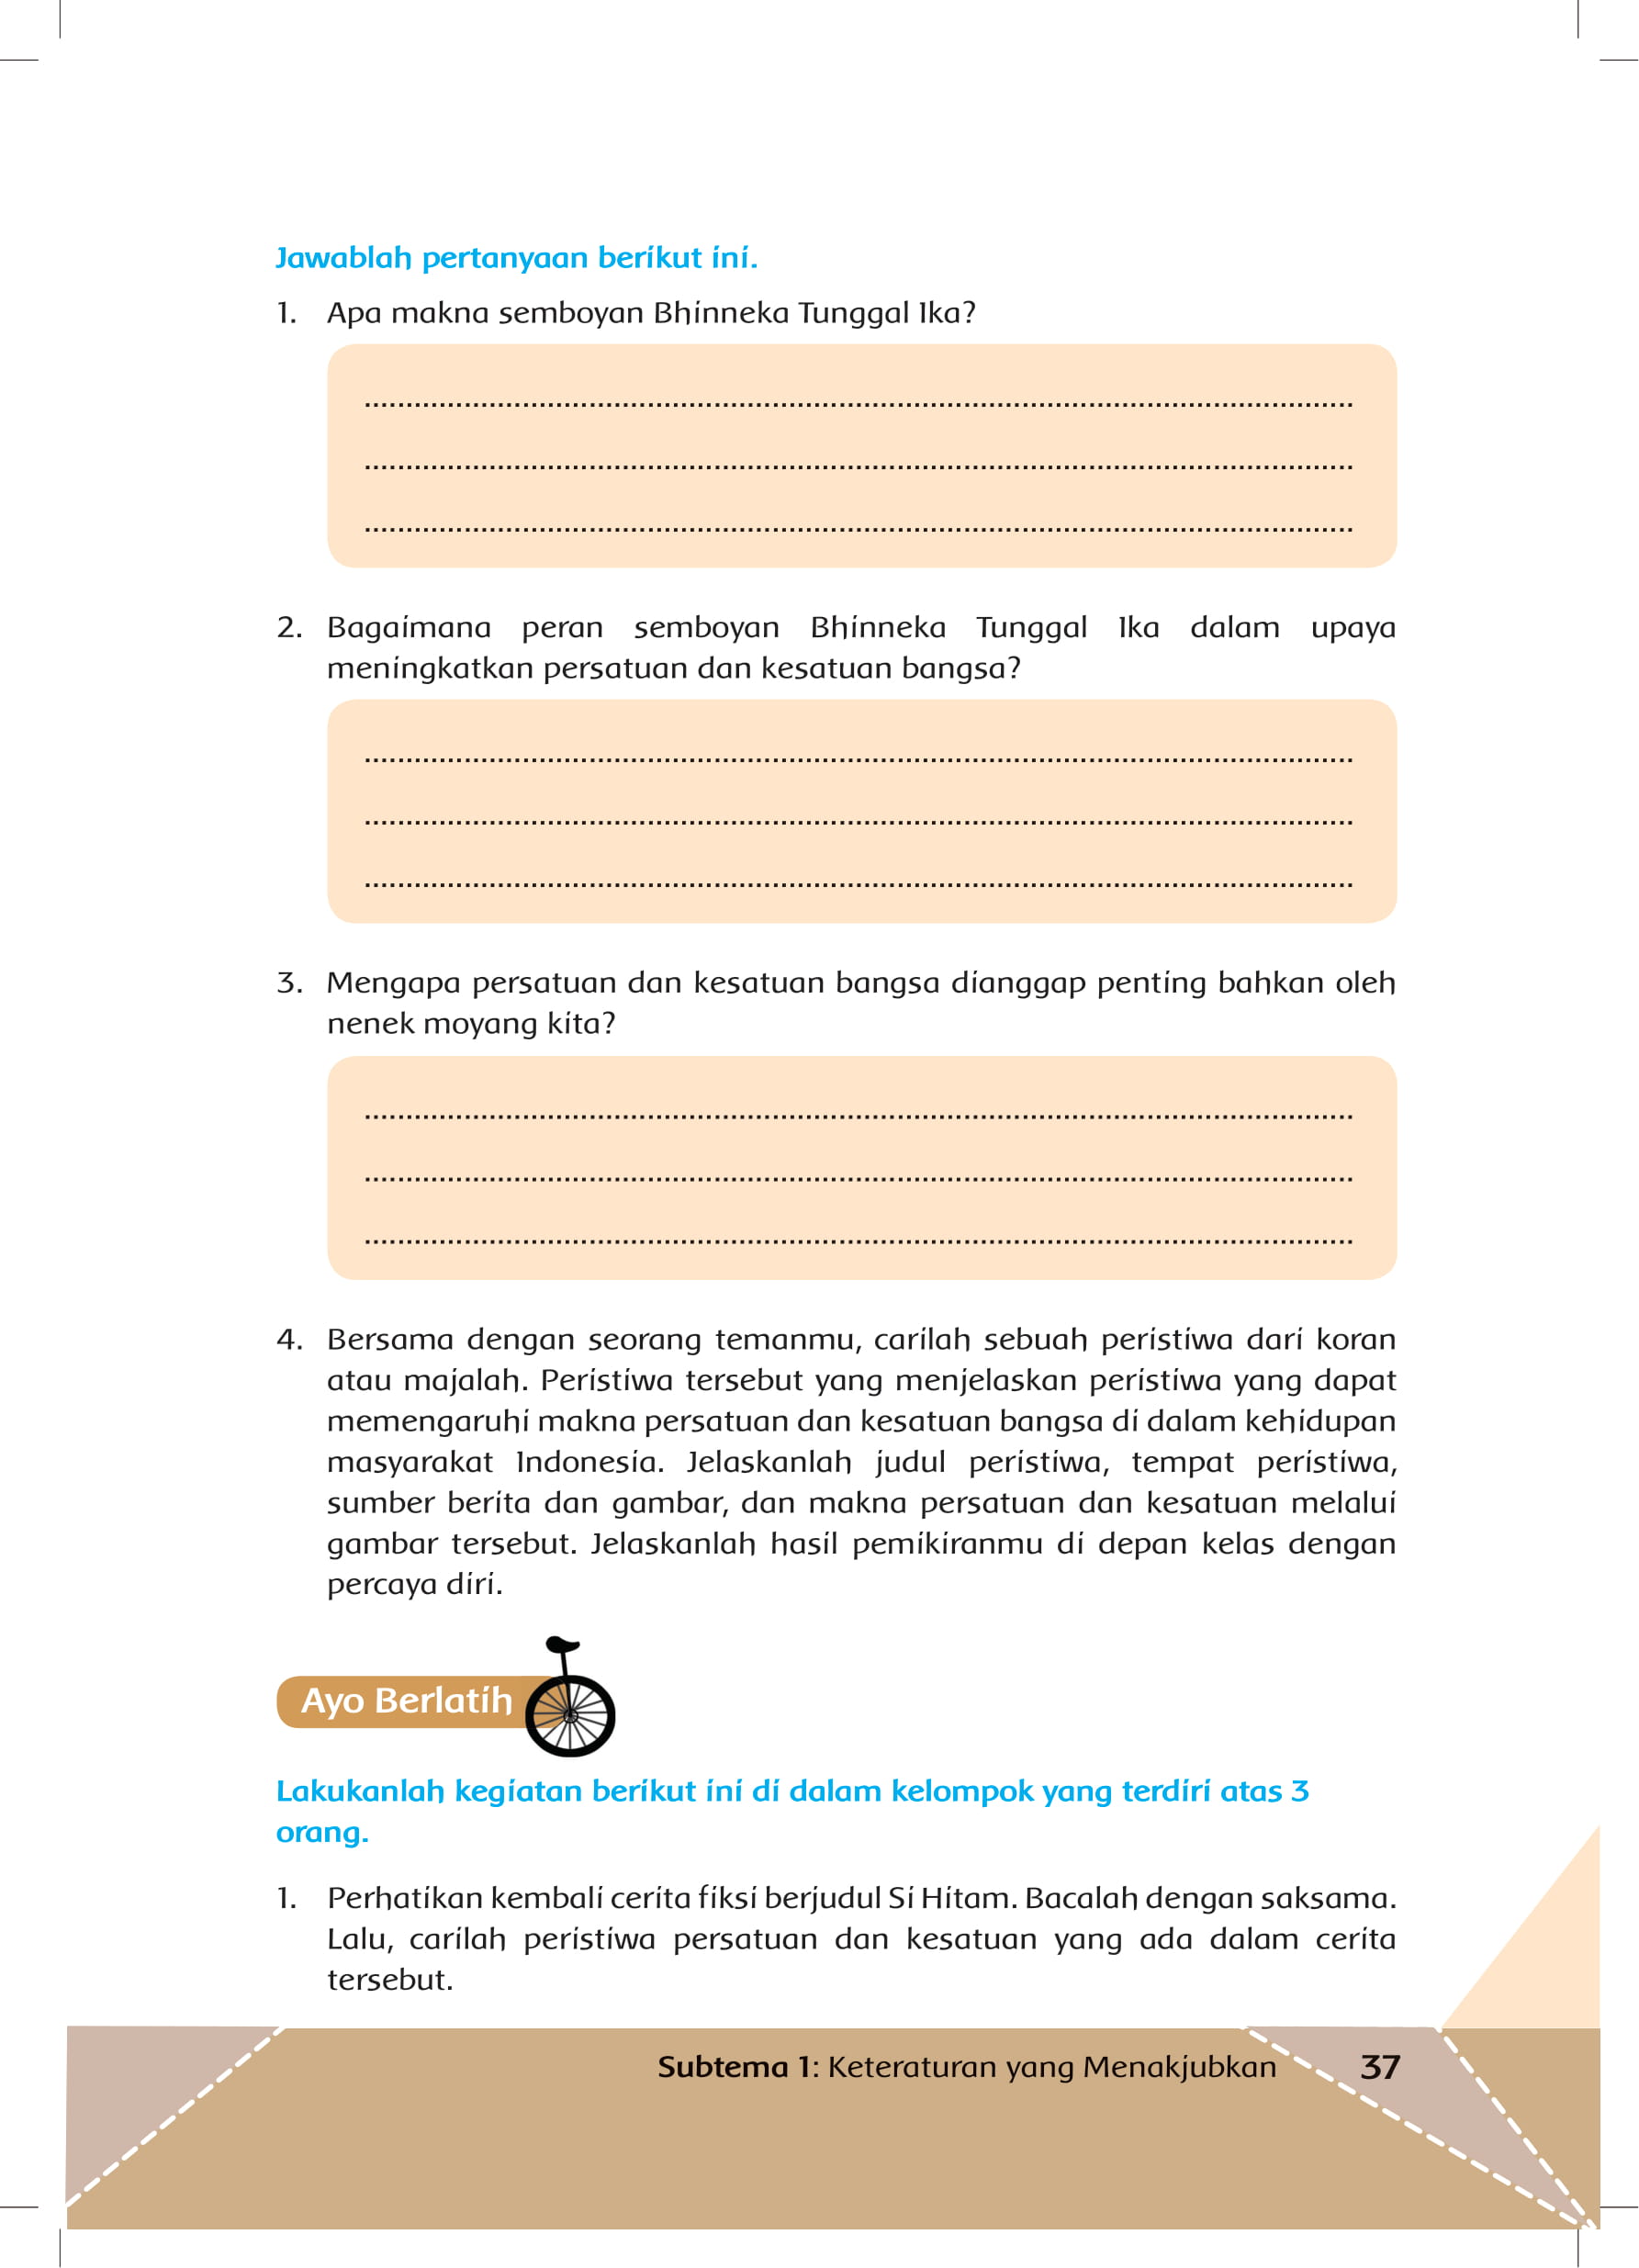 Jawablah pertanyaan berikut ini.
1. Apa makna semboyan Bhinneka Tunggal Ika?
................................................................................
................................................................................
................................................................................
2. Bagaimana peran semboyan Bhinneka Tunggal Ika dalam upaya
meningkatkan persatuan dan kesatuan bangsa?
................................................................................
................................................................................
................................................................................
3. Mengapa persatuan dan kesatuan bangsa dianggap penting bahkan oleh
nenek moyang kita?
................................................................................
................................................................................
................................................................................
4. Bersama dengan seorang temanmu, carilah sebuah peristiwa dari koran
atau majalah. Peristiwa tersebut yang menjelaskan peristiwa yang dapat
memengaruhi makna persatuan dan kesatuan bangsa di dalam kehidupan
masyarakat Indonesia. Jelaskanlah judul peristiwa, tempat peristiwa,
sumber berita dan gambar, dan makna persatuan dan kesatuan melalui
gambar tersebut. Jelaskanlah hasil pemikiranmu di depan kelas dengan
percaya diri.
Ayo Berlatih
Lakukanlah kegiatan berikut ini di dalam kelompok yang terdiri atas 3
orang.
1. Perhatikan kembali cerita fiksi berjudul Si Hitam. Bacalah dengan saksama.
Lalu, carilah peristiwa persatuan dan kesatuan yang ada dalam cerita
tersebut.
Subtema 1: Keteraturan yang Menakjubkan 37